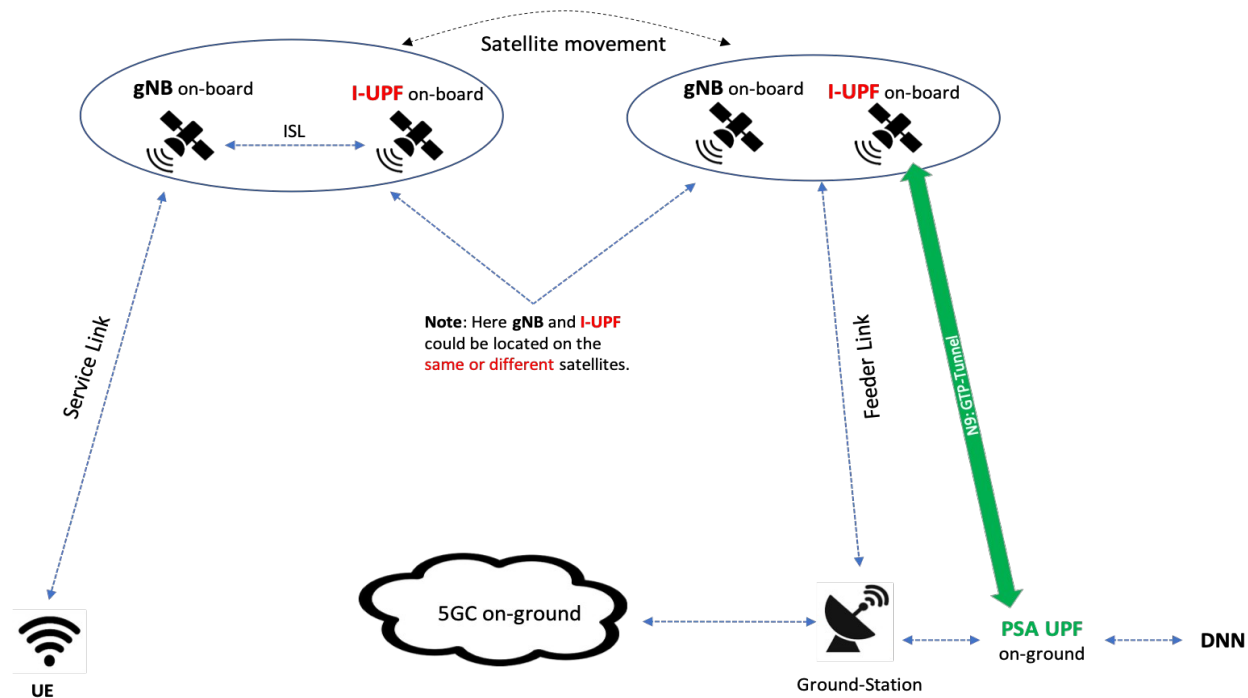 Satellite movement
gNB on-board
I-UPF on-board
ISL
gNB on-board
I-UPF on-board
Service Link
Note: Here gNB and I-UPF
could be located on the
same or different satellites.
Feeder Link
N9: GTP-Tunnel
5GC on-ground
UE
Ground-Station
PSA UPF
on-ground
DNN